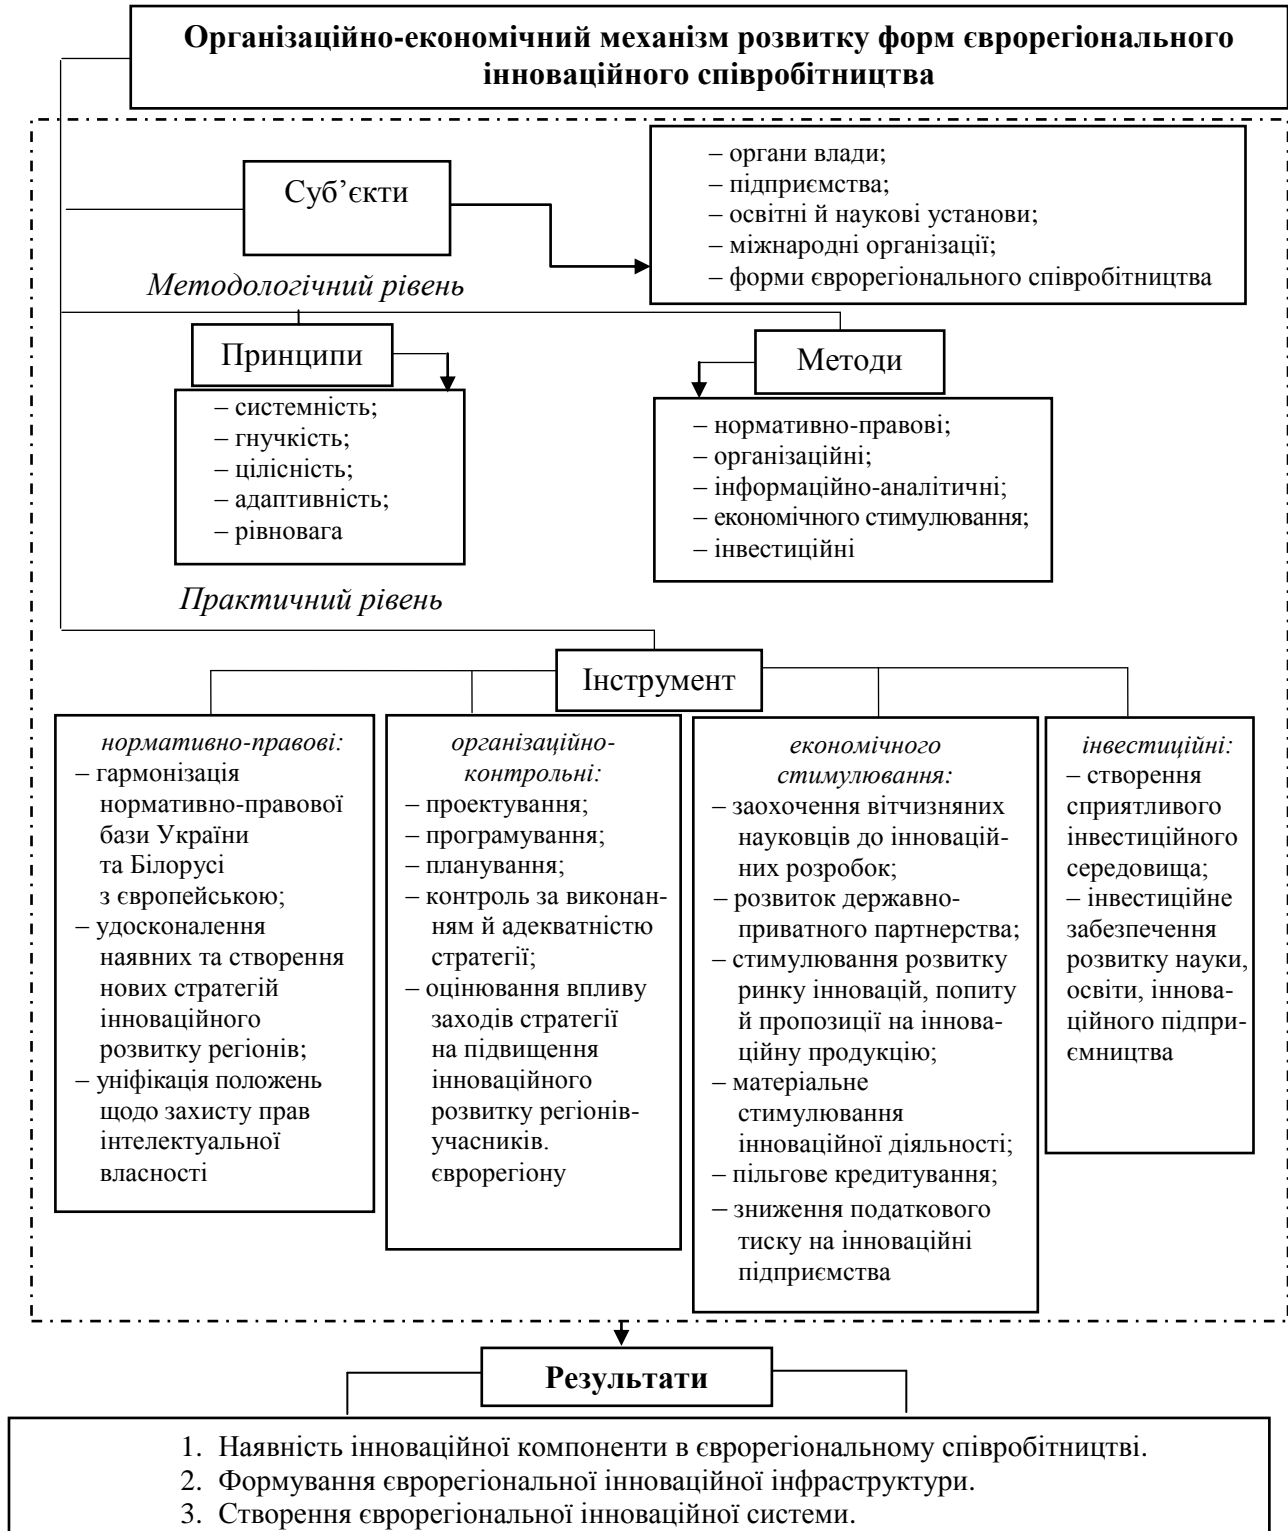 Організаційно-економічний механізм розвитку форм єврорегіонального
інноваційного співробітництва
Суб’єкти
– органи влади;
– підприємства;
– освітні й наукові установи;
– міжнародні організації;
– форми єврорегіонального співробітництва
Методологічний рівень
Принципи
– системність;
– гнучкість;
– цілісність;
– адаптивність;
– рівновага
Методи
– нормативно-правові;
– організаційні;
– інформаційно-аналітичні;
– економічного стимулювання;
– інвестиційні
Практичний рівень
Інструмент
нормативно-правові:
– гармонізація
нормативно-правової
бази України
та Білорусі
з європейською;
– удосконалення
наявних та створення
нових стратегій
інноваційного
розвитку регіонів;
– уніфікація положень
щодо захисту прав
інтелектуальної
власності
організаційно-
контрольні:
– проектування;
– програмування;
– планування;
– контроль за виконан-
ням й адекватністю
стратегії;
– оцінювання впливу
заходів стратегії
на підвищення
інноваційного
розвитку регіонів-
учасників.
єврорегіону
економічного
стимулювання:
– заохочення вітчизняних
науковців до інновацій-
них розробок;
– розвиток державно-
приватного партнерства;
– стимулювання розвитку
ринку інновацій, попиту
й пропозиції на іннова-
ційну продукцію;
– матеріальне
стимулювання
інноваційної діяльності;
– пільгове кредитування;
– зниження податкового
тиску на інноваційні
підприємства
інвестиційні:
– створення
сприятливого
інвестиційного
середовища;
– інвестиційне
забезпечення
розвитку науки,
освіти, іннова-
ційного підпри-
ємництва
Результати
1. Наявність інноваційної компоненти в єврорегіональному співробітництві.
2. Формування єврорегіональної інноваційної інфраструктури.
3. Створення єврорегіональної інноваційної системи.